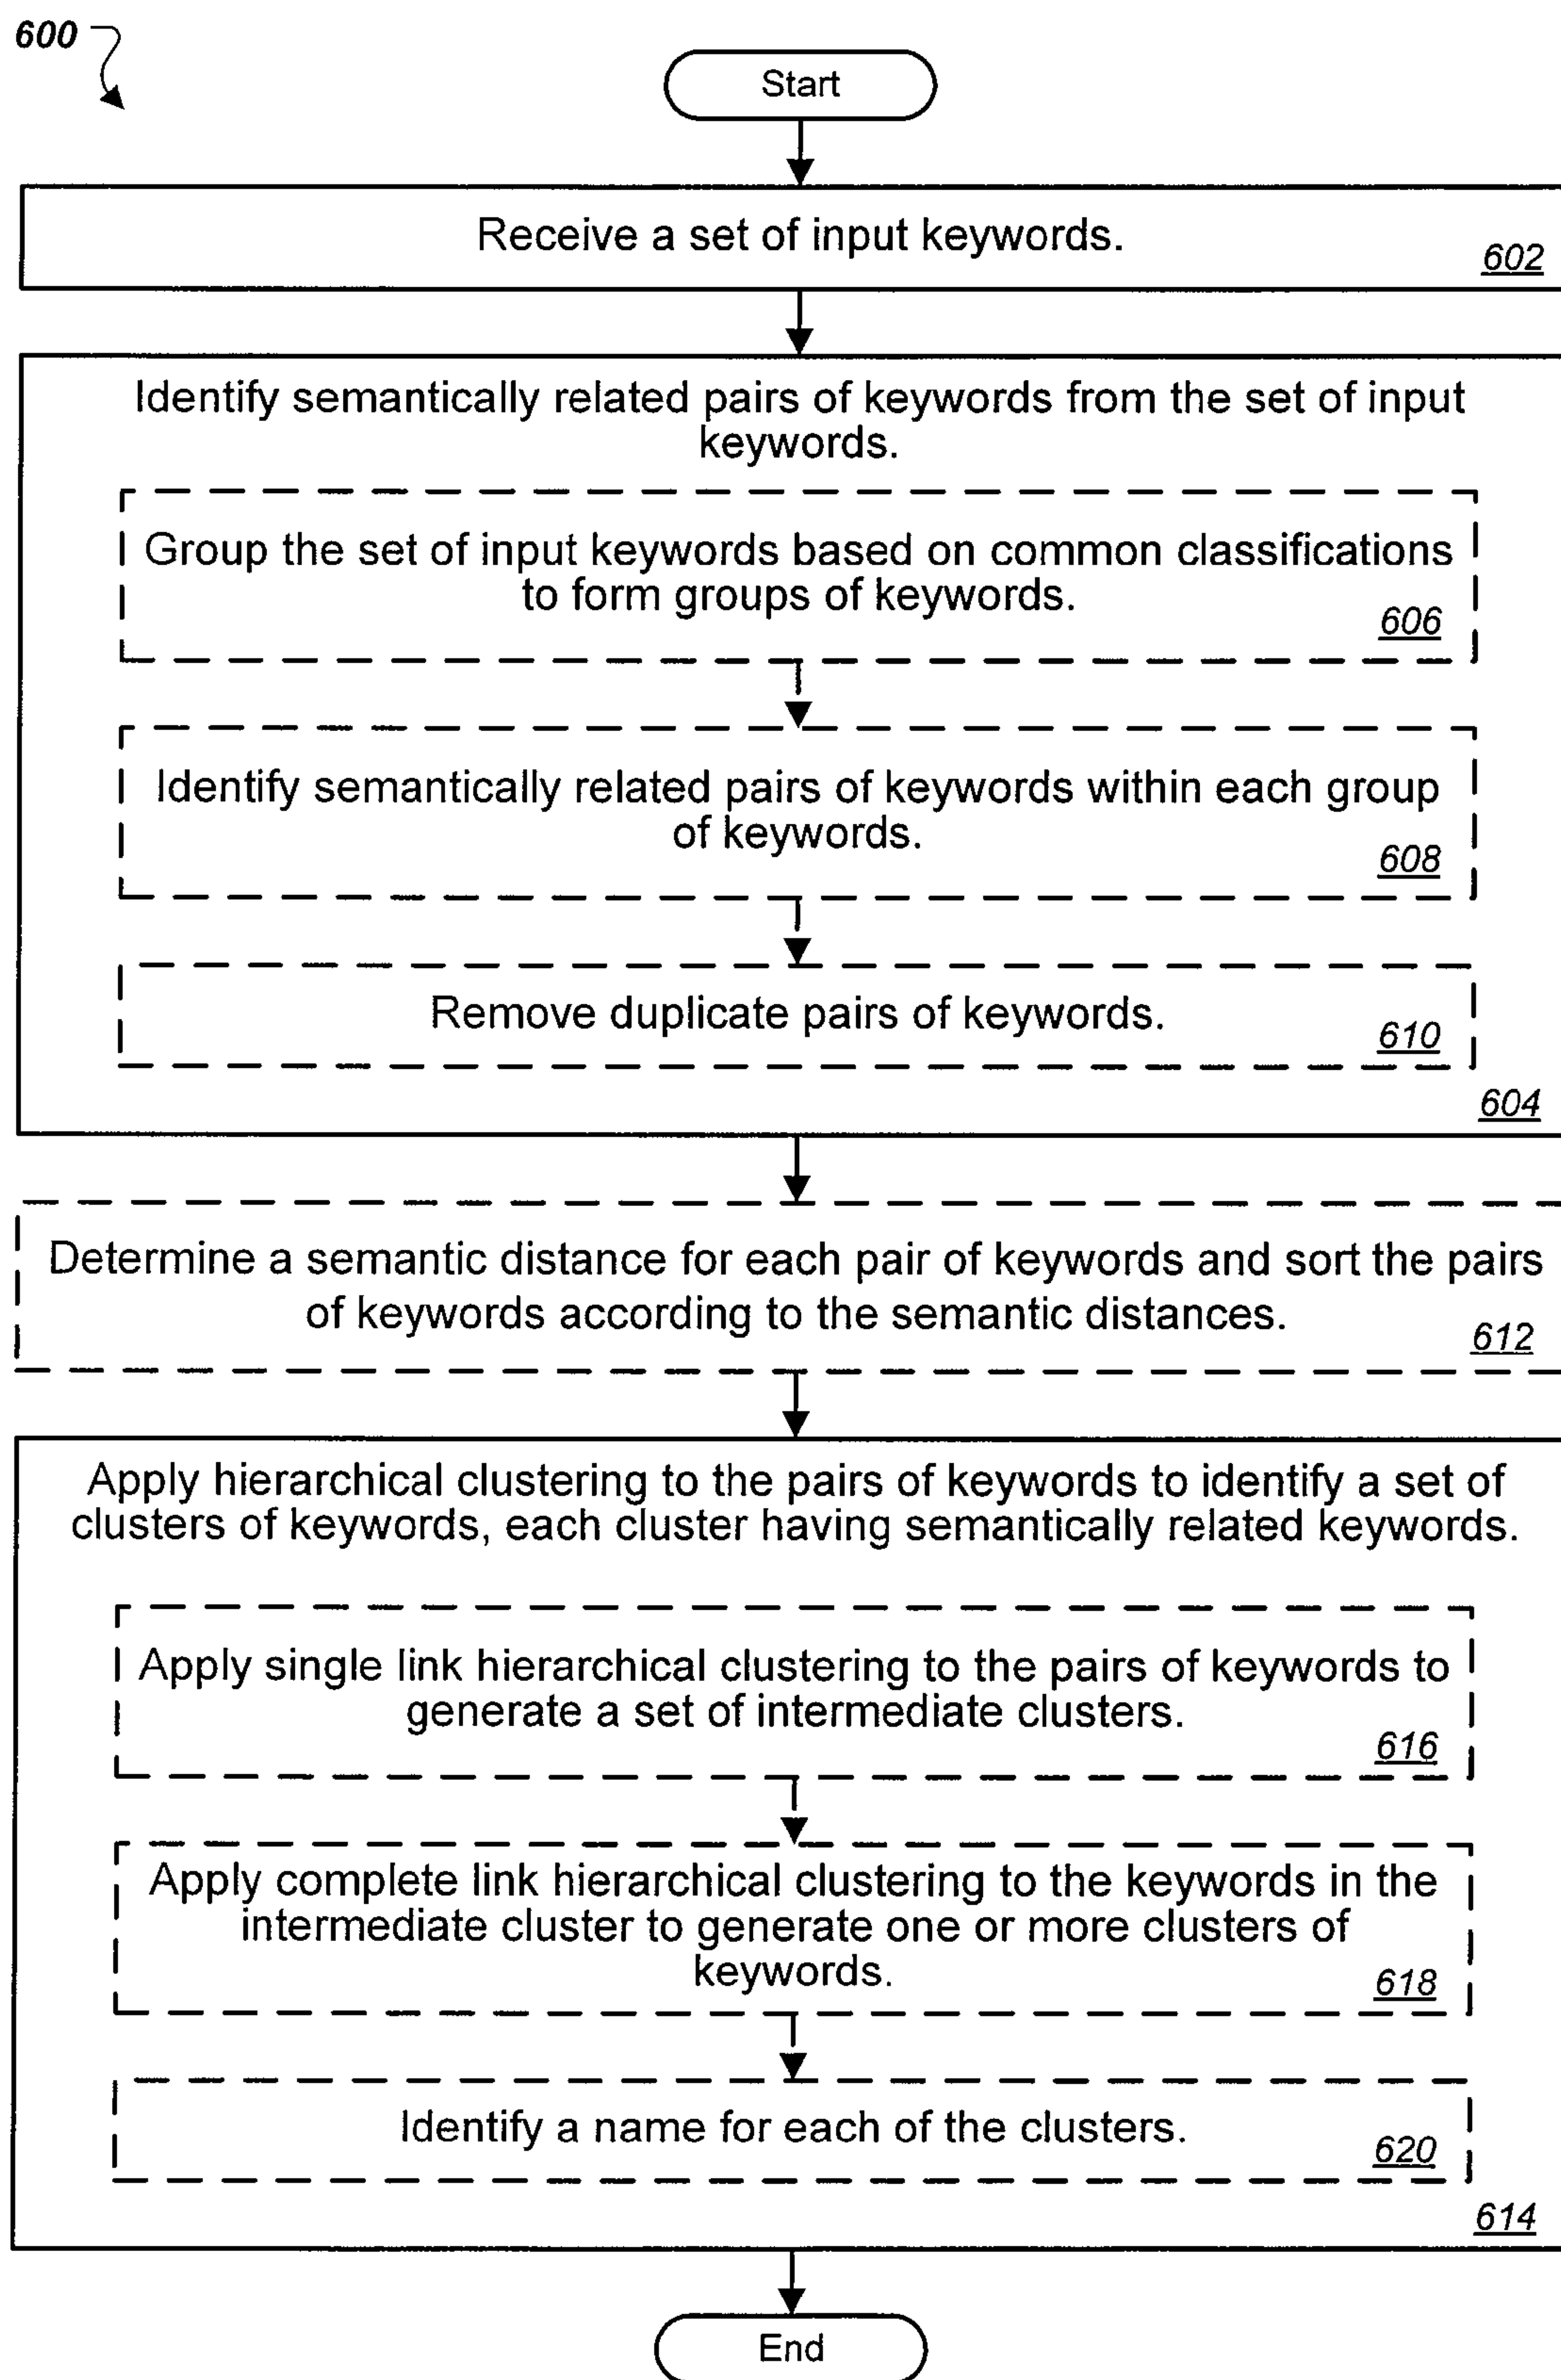 600
Start
Receive a set of input keywords.
602
Identify semantically related pairs of keywords from the set of input
keywords.
Group the set of input keywords based on common classifications
to form groups of keywords.
606
Identify semantically related pairs of keywords within each group
of keywords.
608
Remove duplicate pairs of keywords.
610
604
Determine a semantic distance for each pair of keywords and sort the pairs
of keywords according to the semantic distances.
612
Apply hierarchical clustering to the pairs of keywords to identify a set of
clusters of keywords, each cluster having semantically related keywords.
Apply single link hierarchical clustering to the pairs of keywords to
generate a set of intermediate clusters.
616
Apply complete link hierarchical clustering to the keywords in the
intermediate cluster to generate one or more clusters of
keywords.
618
Identify a name for each of the clusters.
620
614
End